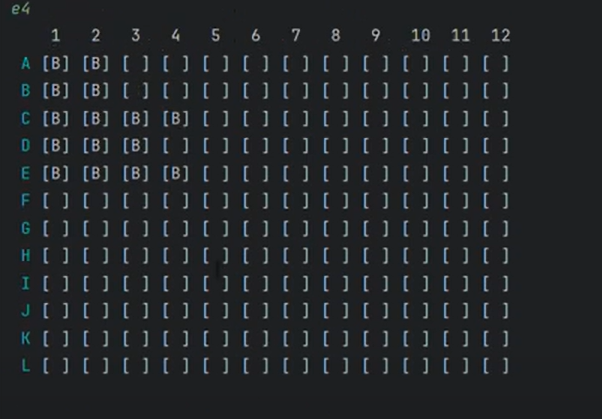 e4
1 2 3 4 5 6 7 8 9 10 11 12
A [B] [B] [ ] [ ] [ ] [ ] [ ] [ ] [ ] [ ] [ ] [ ]
B [B] [B] [ ] [ ] [ ] [ ] [ ] [ ] [ ] [ ] [ ] [ ]
C [B] [B] [B] [B] [ ] [ ] [ ] [ ] [ ] [ ] [ ] [ ]
D [B] [B] [B] [ ] [ ] [ ] [ ] [ ] [ ] [ ] [ ] [ ]
E [B] [B] [B] [B] [ ] [ ] [ ] [ ] [ ] [ ] [ ] [ ]
F [ ] [ ] [ ] [ ] [ ] [ ] [ ] [ ] [ ] [ ] [ ] [ ]
G [ ] [ ] [ ] [ ] [ ] [ ] [ ] [ ] [ ] [ ] [ ] [ ]
H [ ] [ ] [ ] [ ] [ ] [ ] [ ] [ ] [ ] [ ] [ ] [ ]
I [ ] [ ] [ ] [ ] [ ] [ ] [ ] [ ] [ ] [ ] [ ] [ ]
J [ ] [ ] [ ] [ ] [ ] [ ] [ ] [ ] [ ] [ ] [ ] [ ]
K [ ] [ ] [ ] [ ] [ ] [ ] [ ] [ ] [ ] [ ] [ ] [ ]
L [ ] [ ] [ ] [ ] [ ] [ ] [ ] [ ] [ ] [ ] [ ] [ ]